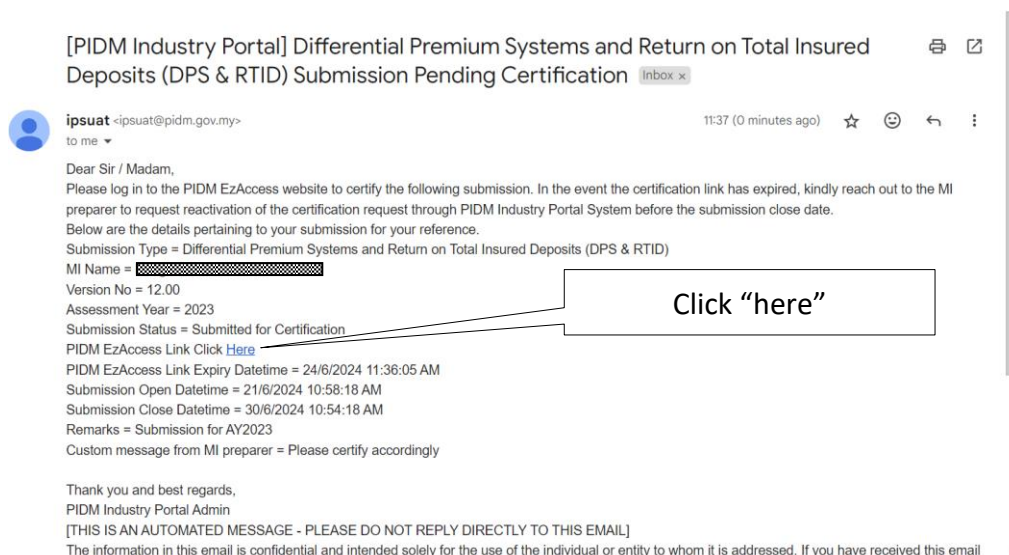 [PIDM Industry Portal] Differential Premium Systems and Return on Total Insured
Deposits (DPS & RTID) Submission Pending Certification Inbox ×
ipsuat <ipsuat@pidm.gov.my> 11:37 (0 minutes ago)
to me
Dear Sir / Madam,
Please log in to the PIDM EzAccess website to certify the following submission. In the event the certification link has expired, kindly reach out to the MI
preparer to request reactivation of the certification request through PIDM Industry Portal System before the submission close date.
Below are the details pertaining to your submission for your reference.
Submission Type = Differential Premium Systems and Return on Total Insured Deposits (DPS & RTID)
MI Name =
Version No = 12.00
Assessment Year = 2023
Click “here”
Submission Status = Submitted for Certification
PIDM EzAccess Link Click Here
PIDM EzAccess Link Expiry Datetime = 24/6/2024 11:36:05 AM
Submission Open Datetime = 21/6/2024 10:58:18 AM
Submission Close Datetime = 30/6/2024 10:54:18 AM
Remarks = Submission for AY2023
Custom message from MI preparer = Please certify accordingly
Thank you and best regards,
PIDM Industry Portal Admin
[THIS IS AN AUTOMATED MESSAGE - PLEASE DO NOT REPLY DIRECTLY TO THIS EMAIL]
The information in this email is confidential and intended solely for the use of the individual or entity to whom it is addressed. If you have received this email